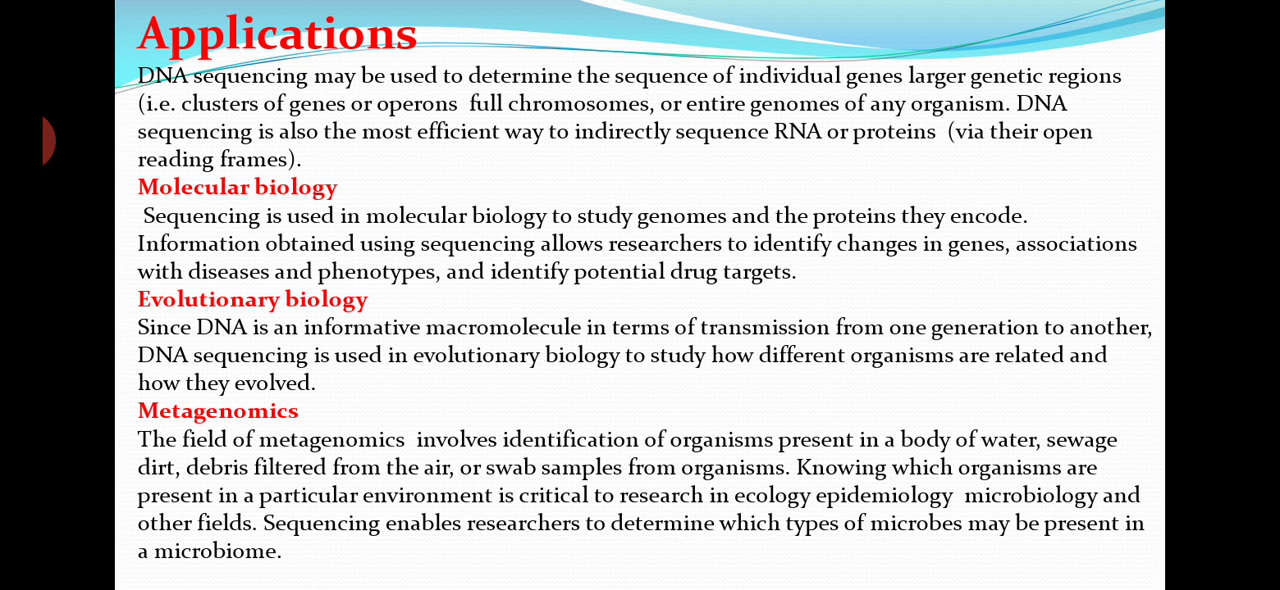 Applications
DNA sequencing may be used to determine the sequence of individual genes larger genetic regions
(i.e. clusters of genes or operons  full chromosomes, or entire genomes of any organism. DNA
sequencing is also the most efficient way to indirectly sequence RNA or proteins  (via their open
reading frames).
Molecular biology
Sequencing is used in molecular biology to study genomes and the proteins they encode.
Information obtained using sequencing allows researchers to identify changes in genes, associations
with diseases and phenotypes, and identify potential drug targets.
Evolutionary biology
Since DNA is an informative macromolecule in terms of transmission from one generation to another,
DNA sequencing is used in evolutionary biology to study how different organisms are related and
how they evolved.
Metagenomics
The field of metagenomics  involves identification of organisms present in a body of water, sewage
dirt, debris filtered from the air, or swab samples from organisms. Knowing which organisms are
present in a particular environment is critical to research in ecology epidemiology  microbiology and
other fields. Sequencing enables researchers to determine which types of microbes may be present in
a microbiome.